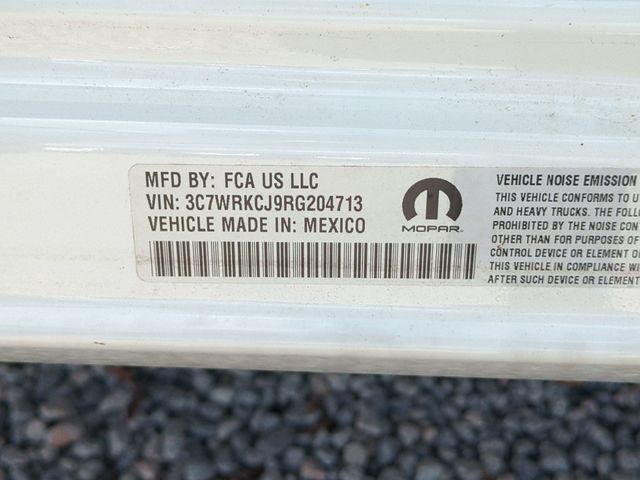 MFD BY: FCA US LLC
VIN: 3C7WRKCJ9RG204713
VEHICLE MADE IN: MEXICO
MOPAR
VEHICLE NOISE EMISSION
THIS VEHICLE CONFORMS TO U
AND HEAVY TRUCKS. THE FOLL
BY THE NOISE CONT
OTHER THAN FOR PURPOSES OF
CONTROL DEVICE OR ELEMENT OF
THIS VEHICLE IN COMPLIANCE WI
AFTER SUCH DEVICE OR ELEMENT